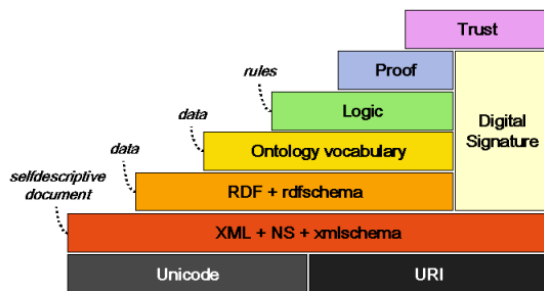 Trust
Proof
rules
Logic
Digital
Signature
data
Ontology vocabulary
data
RDF + rdfschema
selfdescriptive
document
XML + NS + xmlschema
Unicode
URI